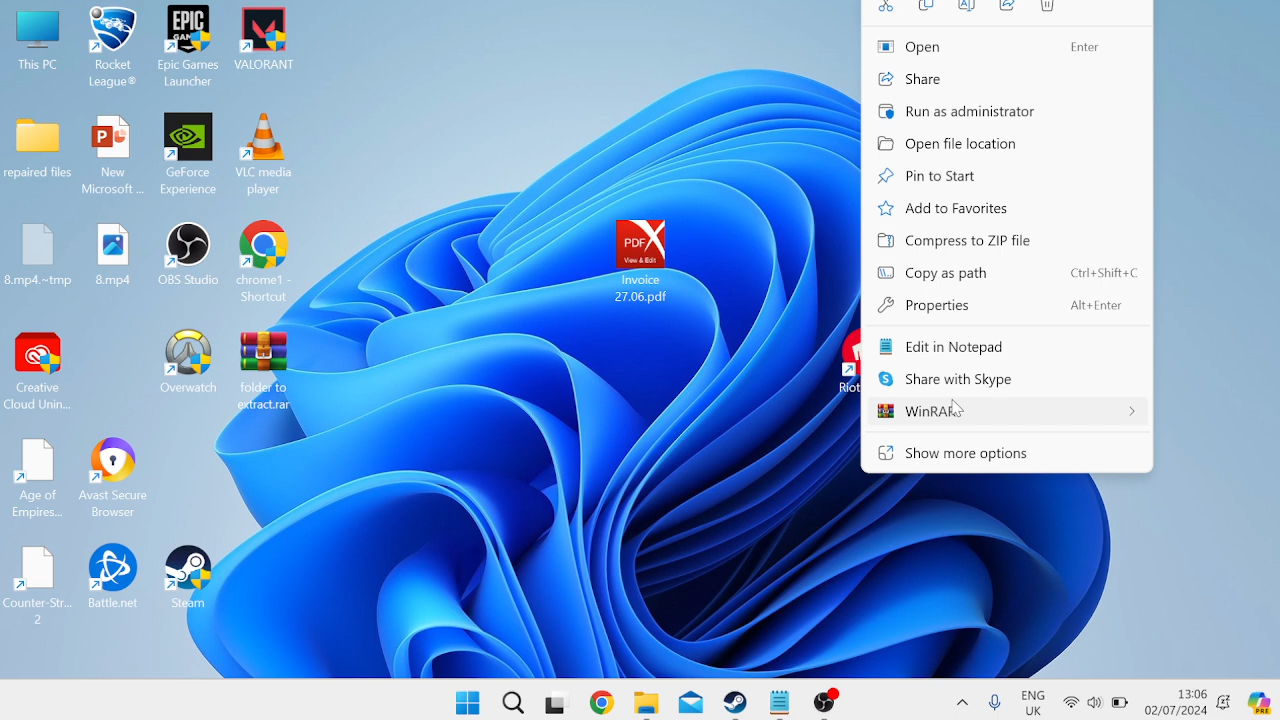 This PC
Rocket
League®
EPIC
GAMES
Epic Games
Launcher
VALORANT
repaired files
P
New
Microsoft ...
GeForce
Experience
VLC media
player
8.mp4.~tmp
8.mp4
OBS Studio
chrome1 -
Shortcut
Creative
Cloud Unin...
Overwatch
folder to
extract.rar
Age of
Empires...
Avast Secure
Browser
Counter-Str...
2
Battle.net
Steam
PDF X
View & Edit
Invoice
27.06.pdf
Riot
Open Enter
Share
Run as administrator
Open file location
Pin to Start
Add to Favorites
Compress to ZIP file
Copy as path Ctrl+Shift+C
Properties Alt+Enter
Edit in Notepad
Share with Skype
WinRAR
Show more options
ENG
UK
13:06
02/07/2024
PRE